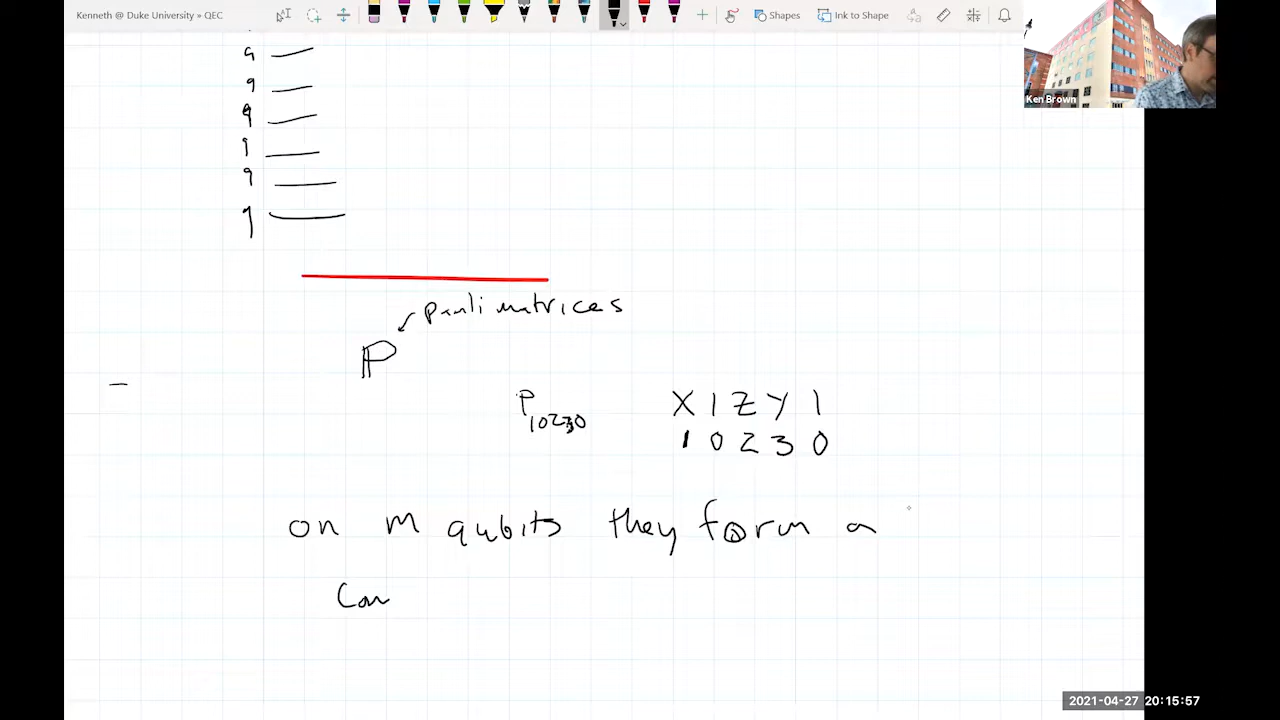 Kenneth @ Duke University » QEC
Shapes
Ink to Shape
Ken Brown
q
q
q
q
q
q
Pauli matrices
P
P10230
X I Z Y I
1 0 2 3 0
on m qubits they form a
Can
2021-04-27 20:15:57